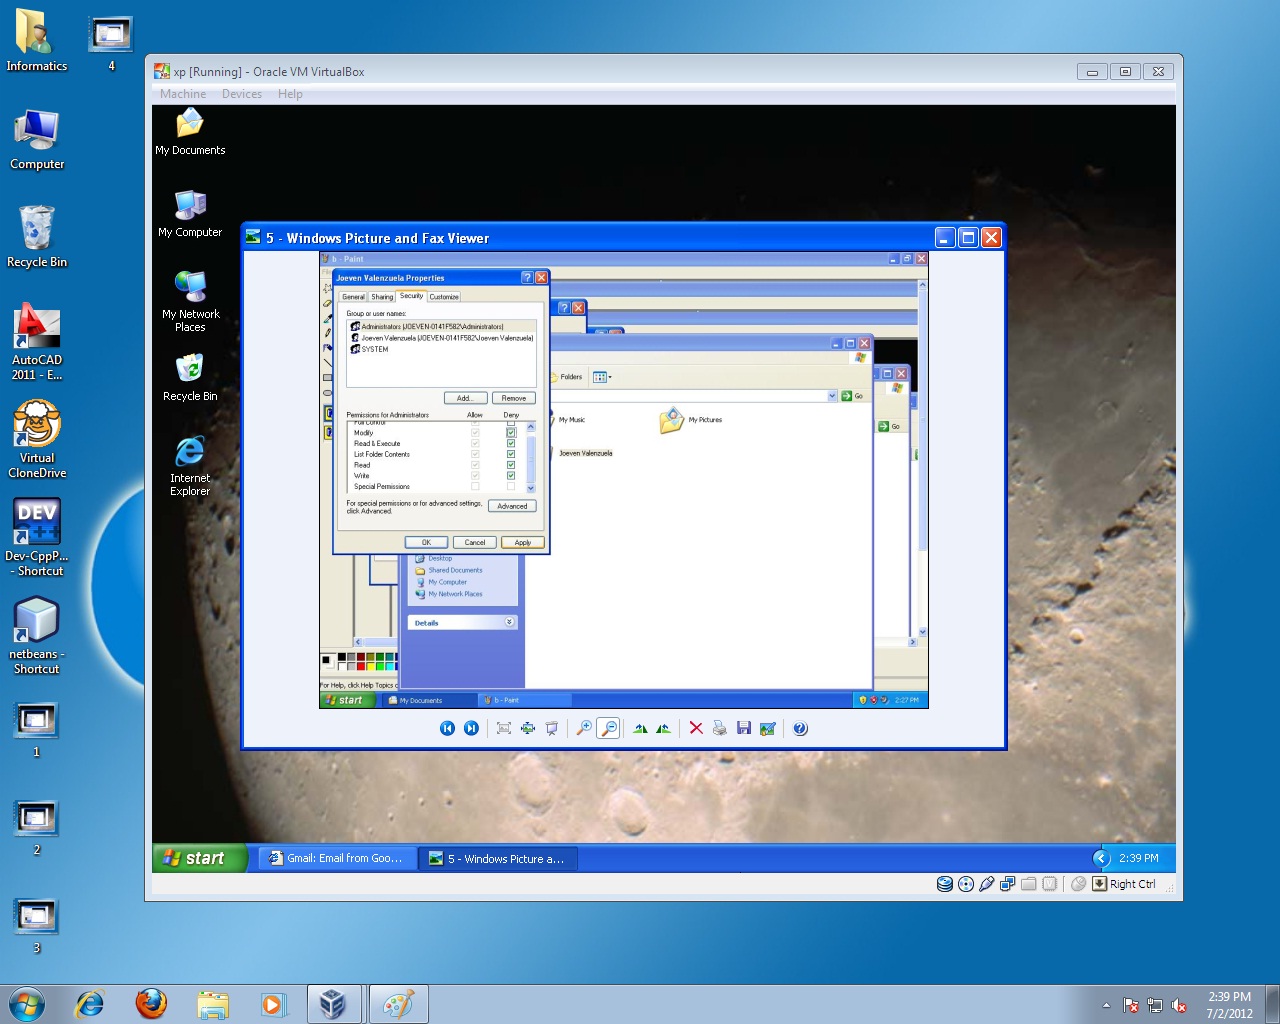 Informatics
4
Computer
Recycle Bin
AutoCAD
2011 - E...
Virtual
CloneDrive
DEV
C++
Dev-CppP...
- Shortcut
netbeans -
Shortcut
1
2
3
xp [Running] - Oracle VM VirtualBox
Machine Devices Help
My Documents
My Computer
My Network
Places
Recycle Bin
Internet
Explorer
5 - Windows Picture and Fax Viewer
b - Paint
Joeven Valenzuela Properties
General Sharing Security Customize
Group or user names:
Administrators (JOEVEN-0141F582\Administrators)
Joeven Valenzuela (JOEVEN-0141F582\Joeven Valenzuela)
SYSTEM
Add... Remove
Permissions for Administrators Allow Deny
Full Control
Modify
Read & Execute
List Folder Contents
Read
Write
Special Permissions
For special permissions or for advanced settings,
click Advanced.
Advanced
OK Cancel Apply
Folders
Go
Go
My Music
My Pictures
Joeven Valenzuela
Desktop
Shared Documents
My Computer
My Network Places
Details
For Help, click Help Topics
start My Documents b - Paint 2:27 PM
start Gmail: Email from Goo... 5 - Windows Picture a... 2:39 PM
Right Ctrl
2:39 PM
7/2/2012